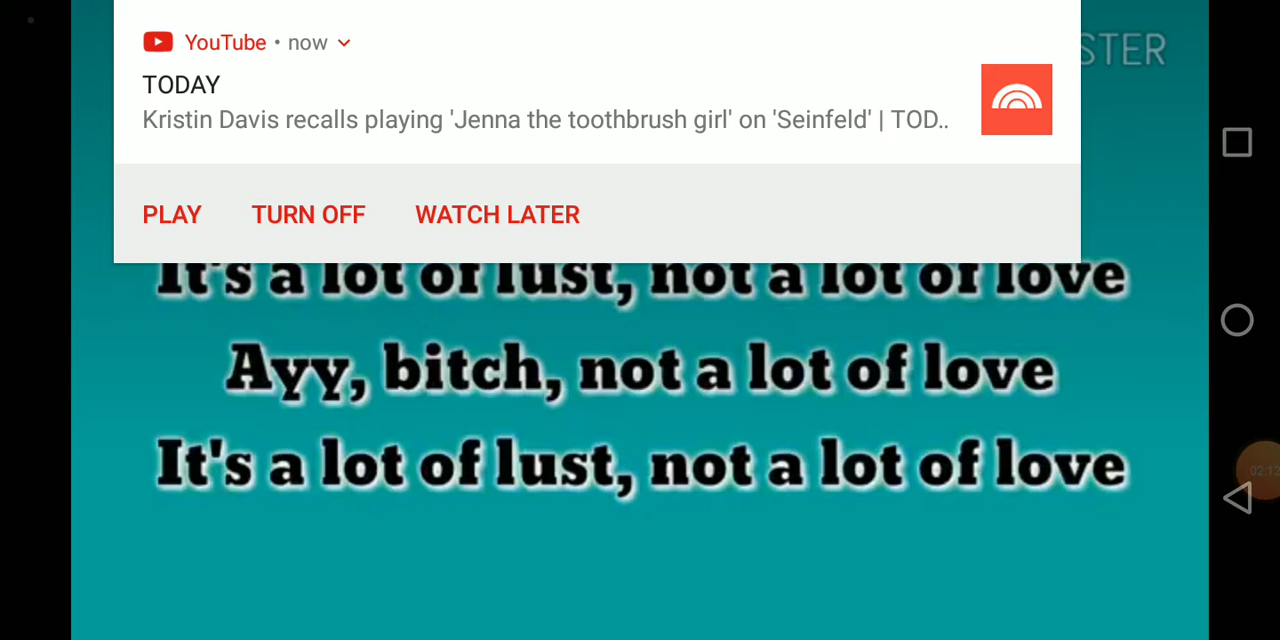 YouTube • now
STER
TODAY
Kristin Davis recalls playing 'Jenna the toothbrush girl' on 'Seinfeld' | TOD..
PLAY TURN OFF WATCH LATER
It's a lot of lust, not a lot of love
Ayy, bitch, not a lot of love
It's a lot of lust, not a lot of love